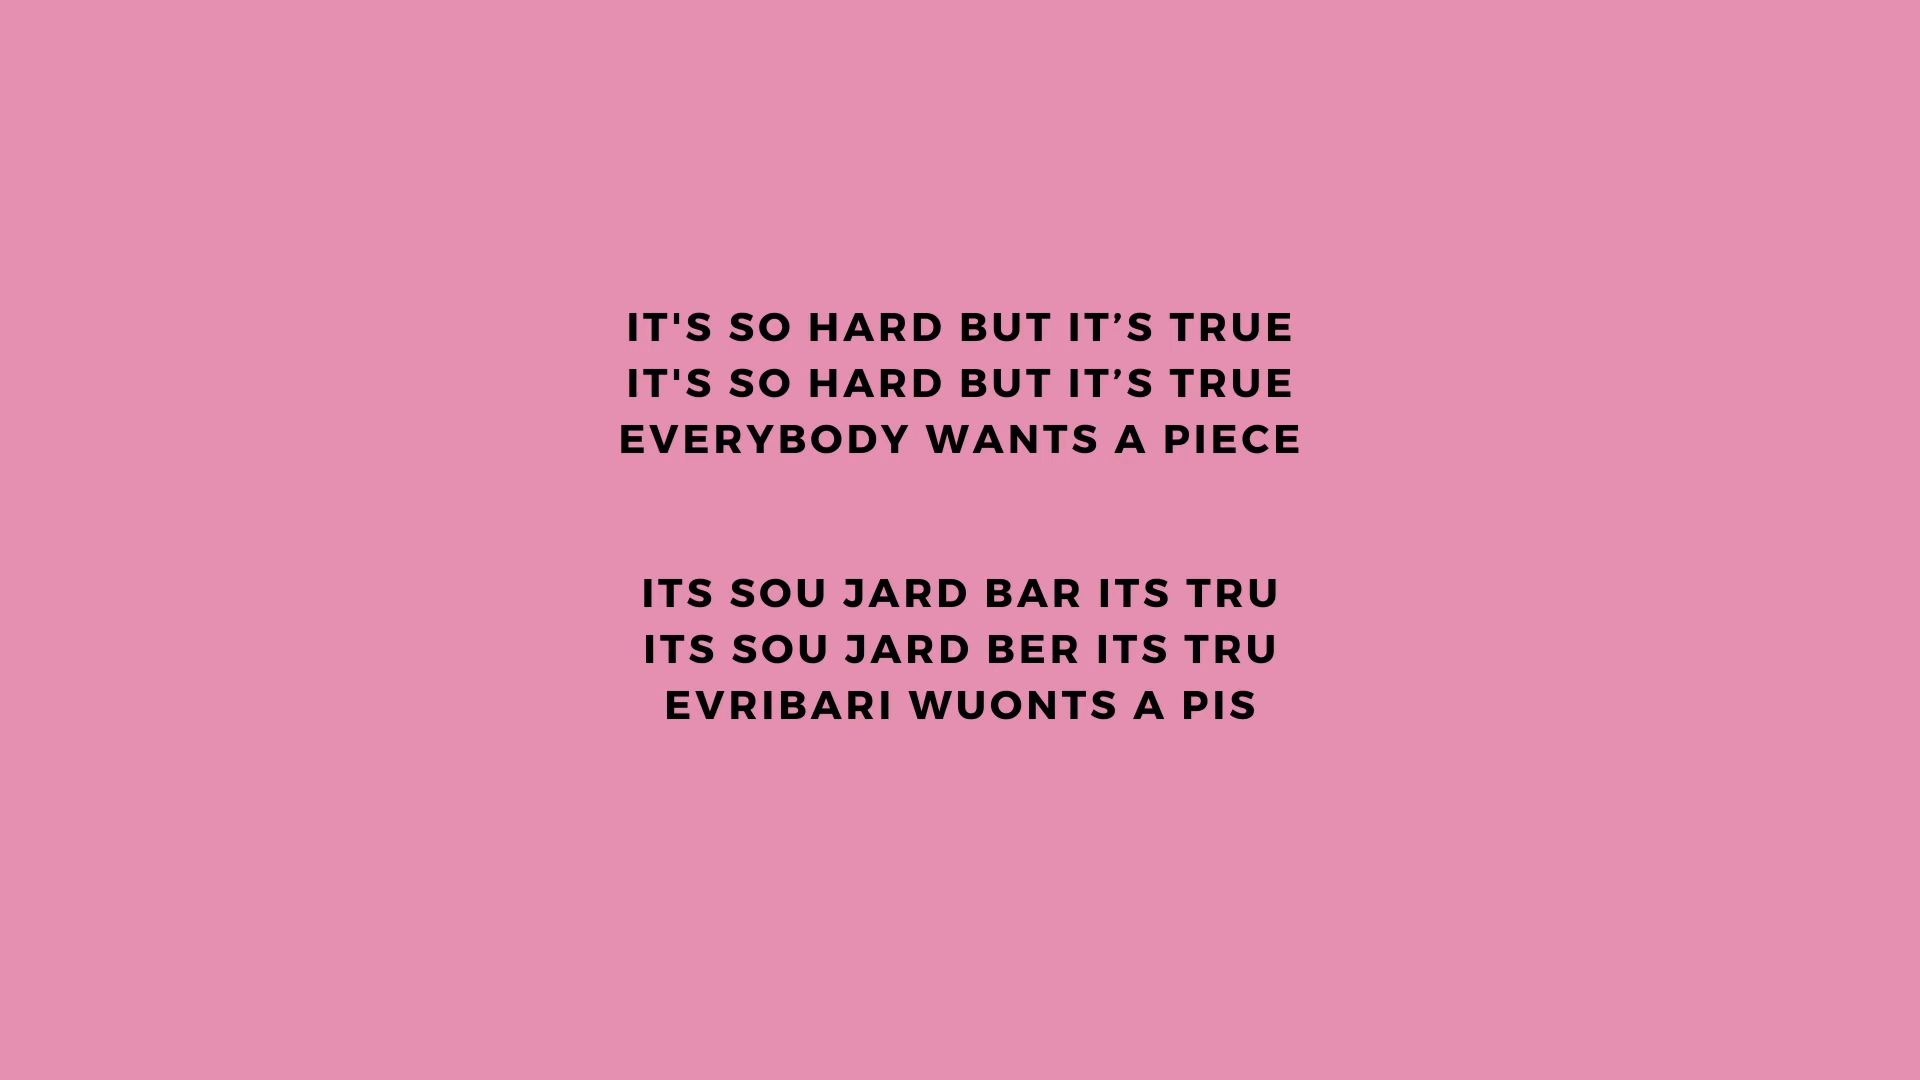 IT'S SO HARD BUT IT’S TRUE
IT'S SO HARD BUT IT’S TRUE
EVERYBODY WANTS A PIECE
ITS SOU JARD BAR ITS TRU
ITS SOU JARD BER ITS TRU
EVRIBARI WUONTS A PIS